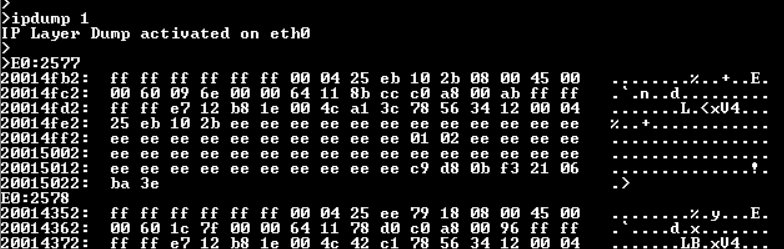 >
>ipdump 1
IP Layer Dump activated on eth0
>
>E0:2577
20014fb2: ff ff ff ff ff ff 00 04 25 eb 10 2b 08 00 45 00 ........%..+..E.
20014fc2: 00 60 09 6e 00 00 64 11 8b cc c0 a8 00 ab ff ff .`.n..d.........
20014fd2: ff ff e7 12 b8 1e 00 4c a1 3c 78 56 34 12 00 04 .......L.<xV4...
20014fe2: 25 eb 10 2b ee ee ee ee ee ee ee ee ee ee ee ee %..+............
20014ff2: ee ee ee ee ee ee ee ee 01 02 ee ee ee ee ee ee ................
20015002: ee ee ee ee ee ee ee ee ee ee ee ee ee ee ee ee ................
20015012: ee ee ee ee ee ee ee ee ee ee c9 d8 0b f3 21 06 ..............!.
20015022: ba 3e .>
E0:2578
20014352: ff ff ff ff ff ff 00 04 25 ee 79 18 08 00 45 00 ........%.y...E.
20014362: 00 60 1c 7f 00 00 64 11 78 d0 c0 a8 00 96 ff ff .`....d.x.......
20014372: ff ff e7 12 b8 1e 00 4c 42 c1 78 56 34 12 00 04 .......LB.xV4...